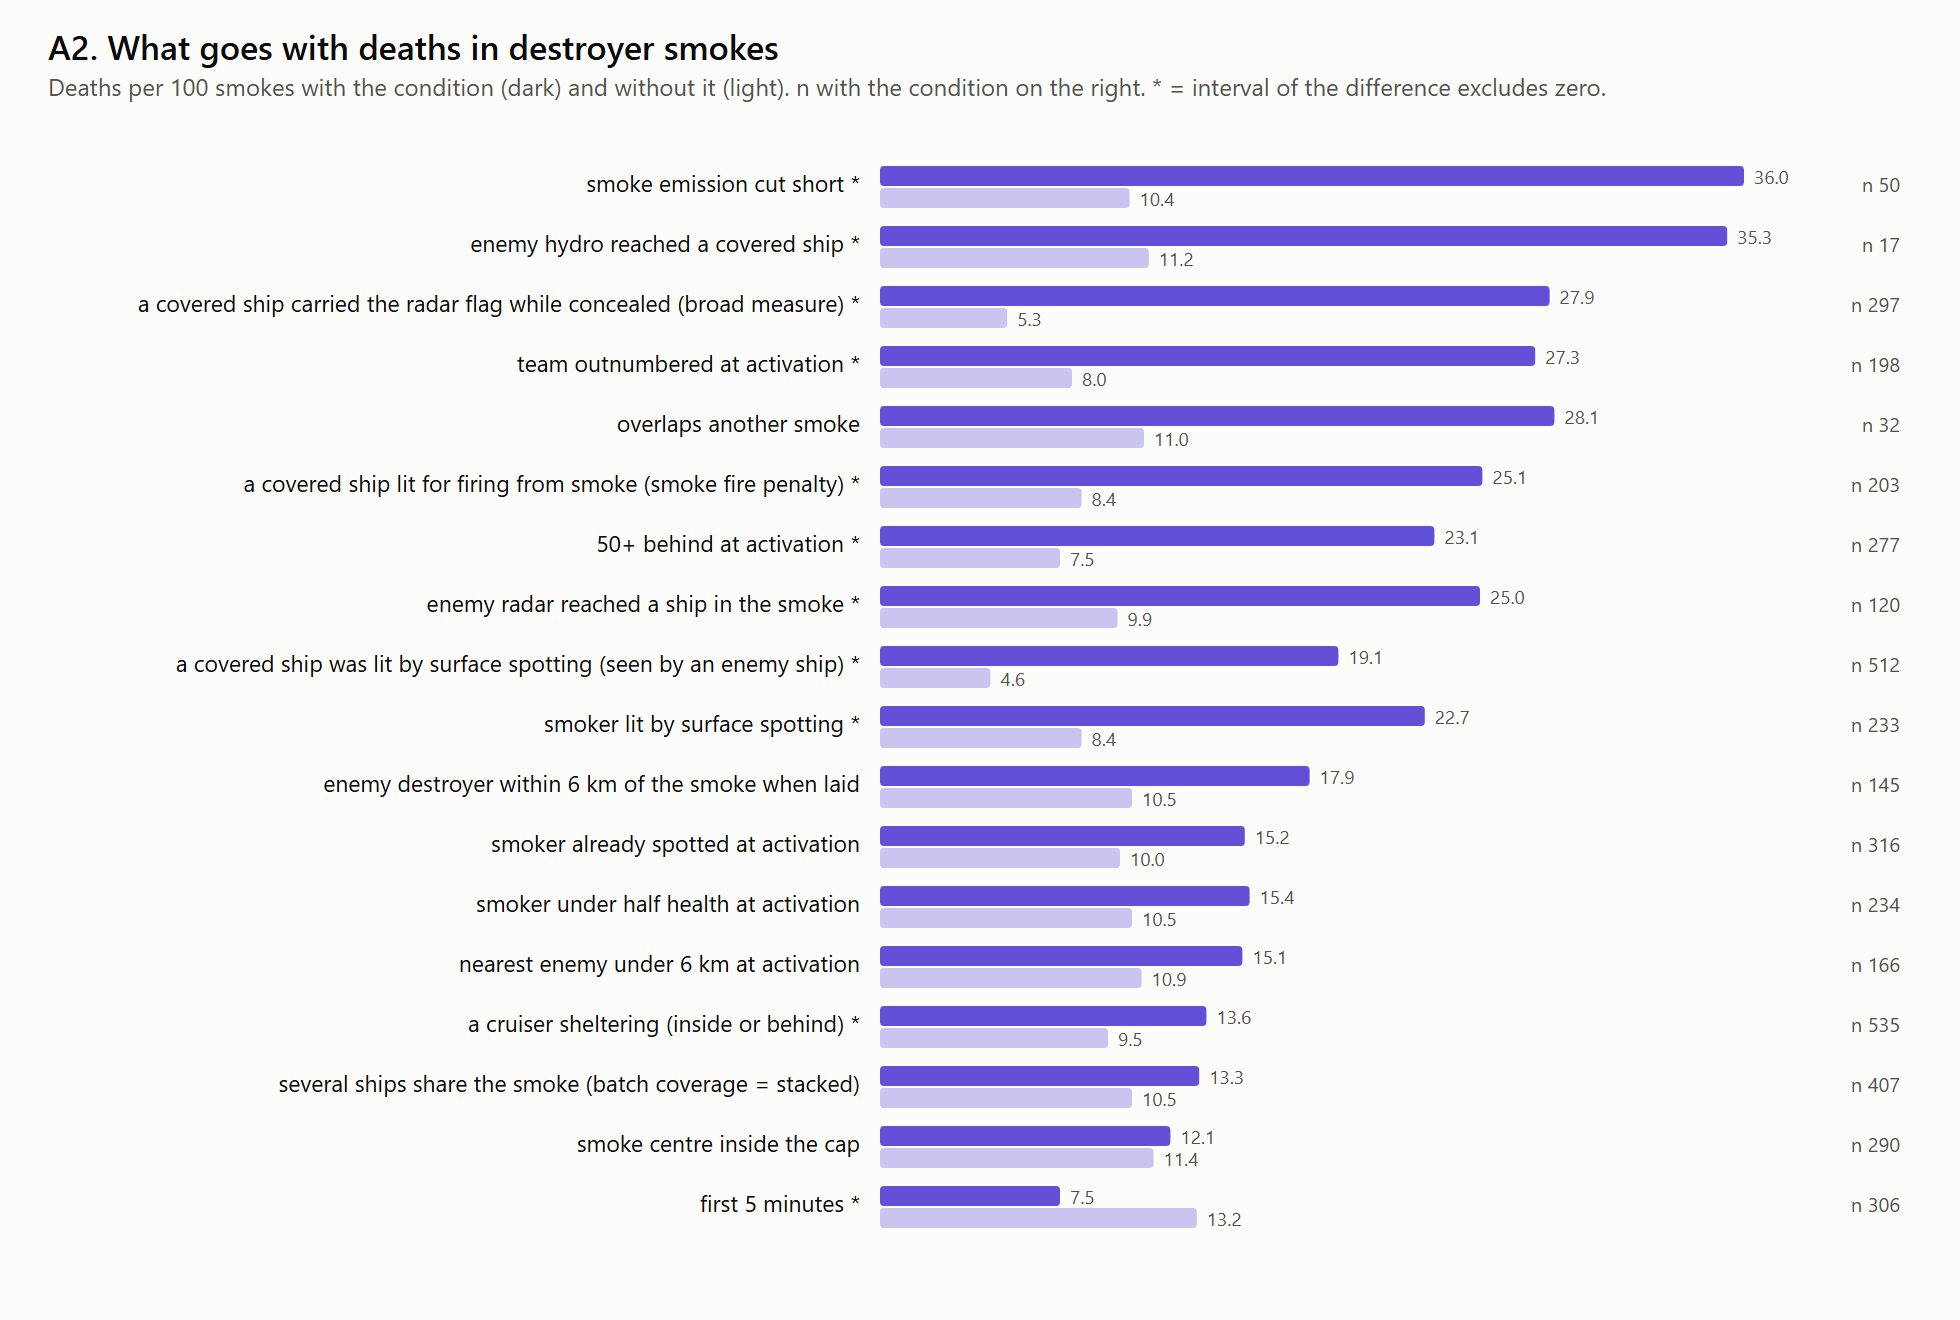 A2. What goes with deaths in destroyer smokes
Deaths per 100 smokes with the condition (dark) and without it (light). n with the condition on the right. * = interval of the difference excludes zero.
smoke emission cut short * 36.0 n 50
10.4
enemy hydro reached a covered ship * 35.3 n 17
11.2
a covered ship carried the radar flag while concealed (broad measure) * 27.9 n 297
5.3
team outnumbered at activation * 27.3 n 198
8.0
overlaps another smoke 28.1 n 32
11.0
a covered ship lit for firing from smoke (smoke fire penalty) * 25.1 n 203
8.4
50+ behind at activation * 23.1 n 277
7.5
enemy radar reached a ship in the smoke * 25.0 n 120
9.9
a covered ship was lit by surface spotting (seen by an enemy ship) * 19.1 n 512
4.6
smoker lit by surface spotting * 22.7 n 233
8.4
enemy destroyer within 6 km of the smoke when laid 17.9 n 145
10.5
smoker already spotted at activation 15.2 n 316
10.0
smoker under half health at activation 15.4 n 234
10.5
nearest enemy under 6 km at activation 15.1 n 166
10.9
a cruiser sheltering (inside or behind) * 13.6 n 535
9.5
several ships share the smoke (batch coverage = stacked) 13.3 n 407
10.5
smoke centre inside the cap 12.1 n 290
11.4
first 5 minutes * 7.5 n 306
13.2